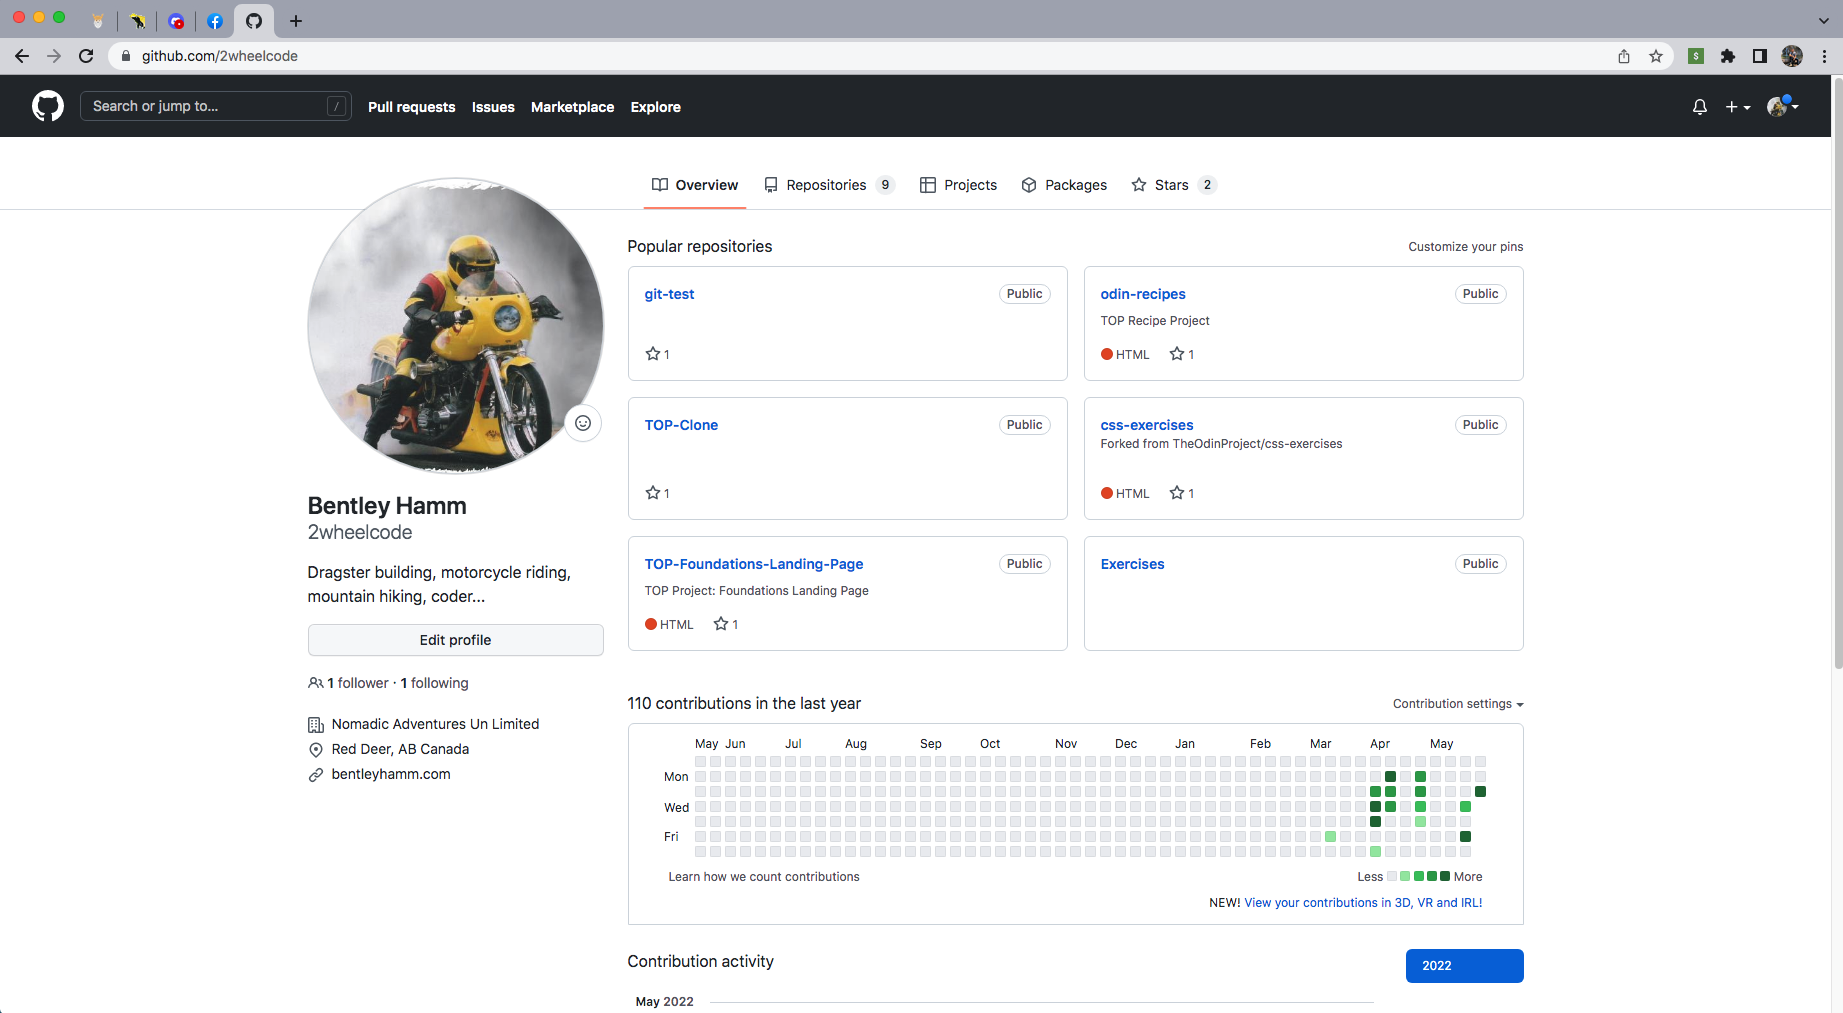 github.com/2wheelcode
$
Search or jump to...
/
Pull requests
Issues
Marketplace
Explore
Overview
Repositories 9
Projects
Packages
Stars 2
Popular repositories
Customize your pins
git-test
Public
1
odin-recipes
Public
TOP Recipe Project
HTML
1
TOP-Clone
Public
1
css-exercises
Public
Forked from TheOdinProject/css-exercises
HTML
1
TOP-Foundations-Landing-Page
Public
TOP Project: Foundations Landing Page
HTML
1
Exercises
Public
Bentley Hamm
2wheelcode
Dragster building, motorcycle riding,
mountain hiking, coder...
Edit profile
1 follower · 1 following
Nomadic Adventures Un Limited
Red Deer, AB Canada
bentleyhamm.com
110 contributions in the last year
Contribution settings
May Jun Jul Aug Sep Oct Nov Dec Jan Feb Mar Apr May
Mon
Wed
Fri
Learn how we count contributions
Less
More
NEW! View your contributions in 3D, VR and IRL!
Contribution activity
2022
May 2022